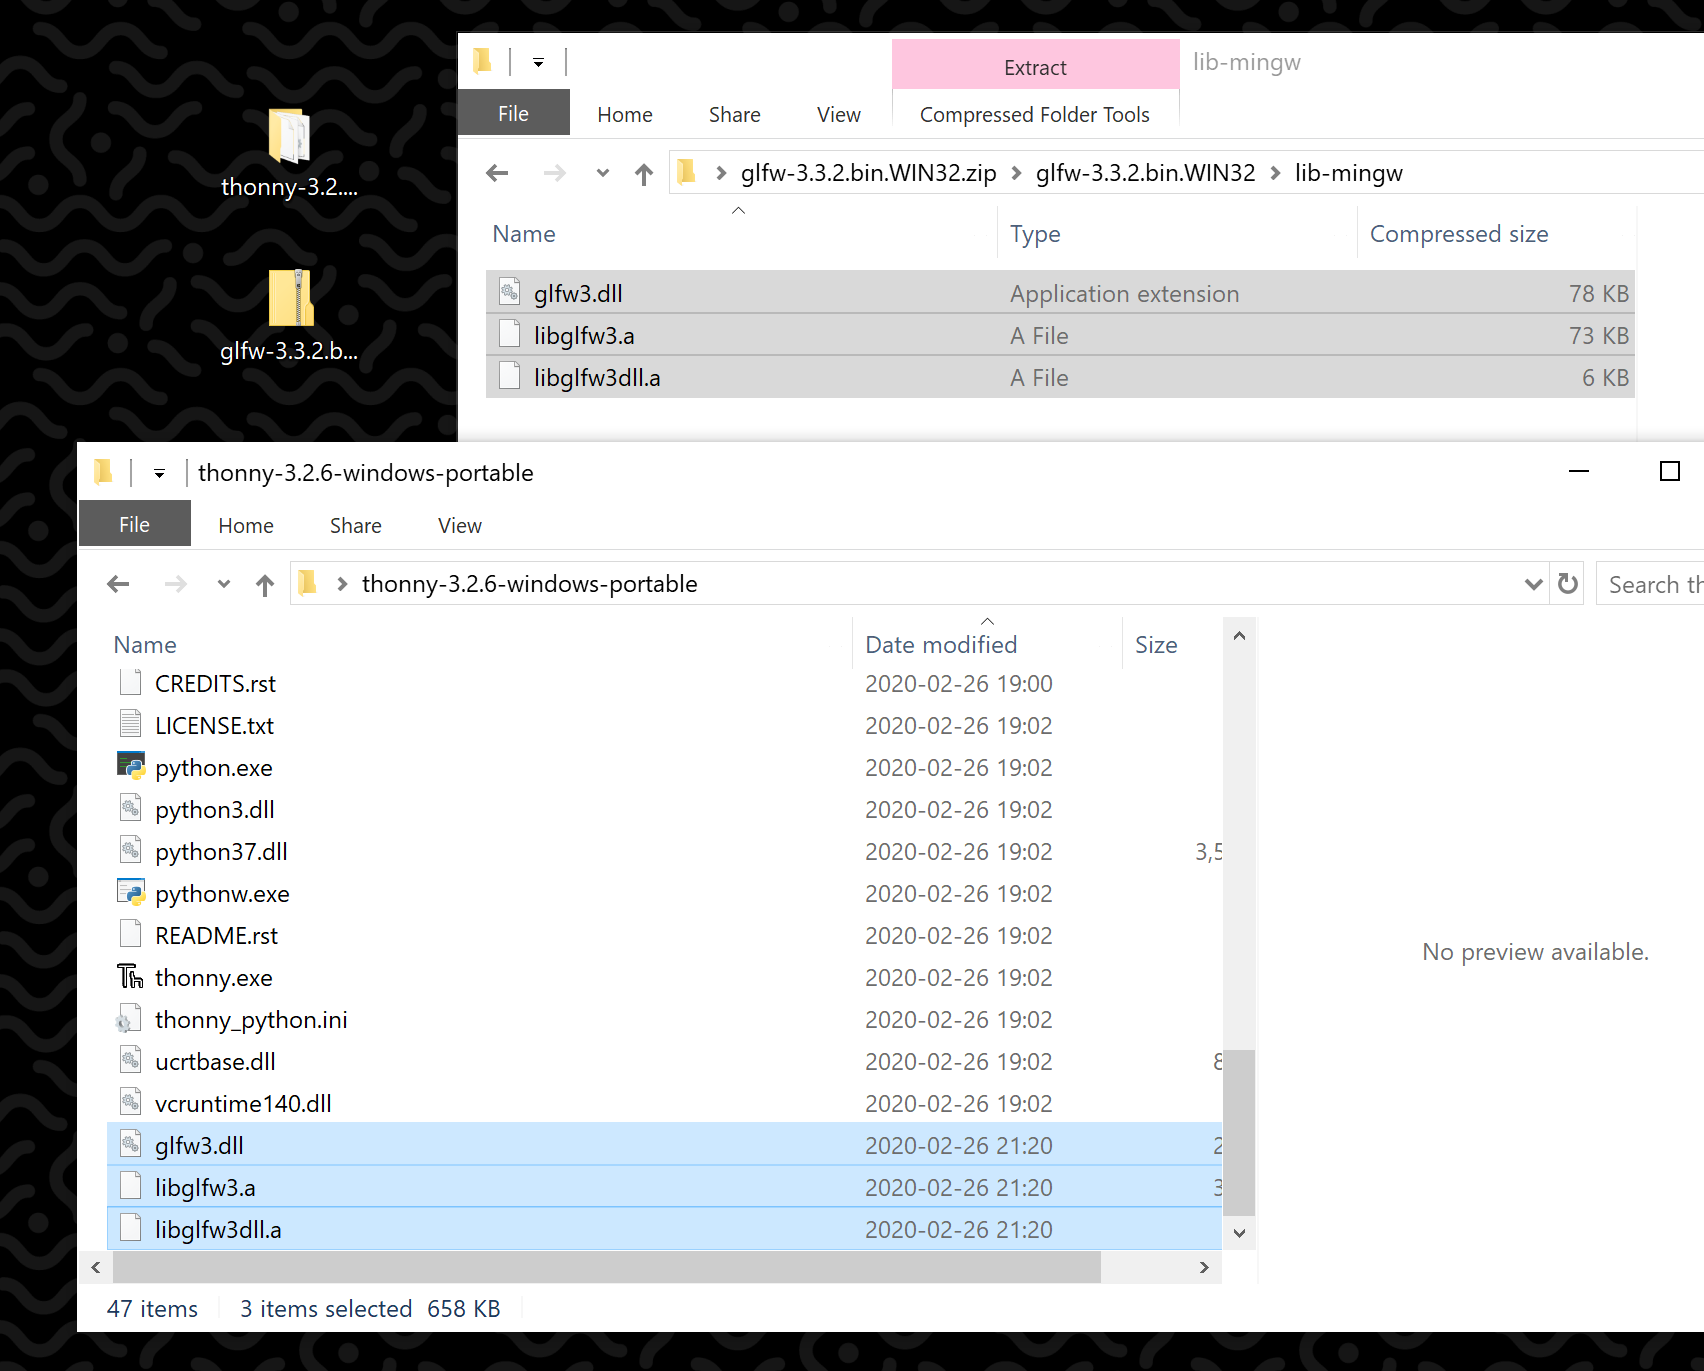 thonny-3.2....
glfw-3.3.2.b...
Extract
lib-mingw
File Home Share View Compressed Folder Tools
glfw-3.3.2.bin.WIN32.zip > glfw-3.3.2.bin.WIN32 > lib-mingw
Name Type Compressed size
glfw3.dll Application extension 78 KB
libglfw3.a A File 73 KB
libglfw3dll.a A File 6 KB
thonny-3.2.6-windows-portable
File Home Share View
thonny-3.2.6-windows-portable
Search th
Name Date modified Size
CREDITS.rst 2020-02-26 19:00
LICENSE.txt 2020-02-26 19:02
python.exe 2020-02-26 19:02
python3.dll 2020-02-26 19:02
python37.dll 2020-02-26 19:02 3,5
pythonw.exe 2020-02-26 19:02
README.rst 2020-02-26 19:02
thonny.exe 2020-02-26 19:02
thonny_python.ini 2020-02-26 19:02
ucrtbase.dll 2020-02-26 19:02 8
vcruntime140.dll 2020-02-26 19:02
glfw3.dll 2020-02-26 21:20 2
libglfw3.a 2020-02-26 21:20 3
libglfw3dll.a 2020-02-26 21:20
No preview available.
47 items 3 items selected 658 KB